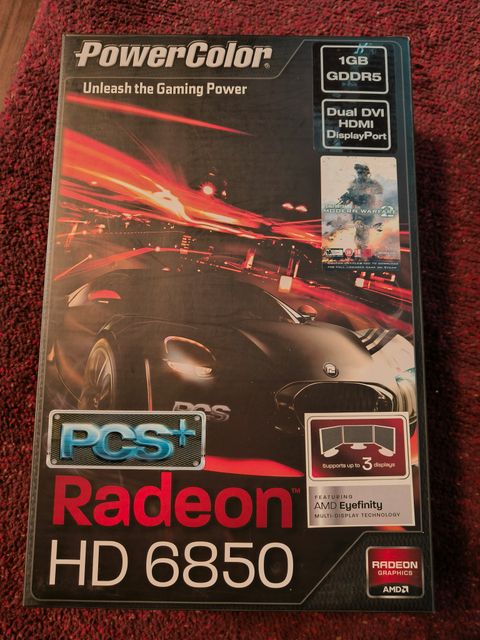 PowerColor®
Unleash the Gaming Power
1GB
GDDR5
Dual DVI
HDMI
DisplayPort
MODERN WARFARE 2
PCS
PCS+
Supports up to 3 displays
FEATURING
AMD Eyefinity
MULTI-DISPLAY TECHNOLOGY
Radeon™
HD 6850
RADEON
GRAPHICS
AMD